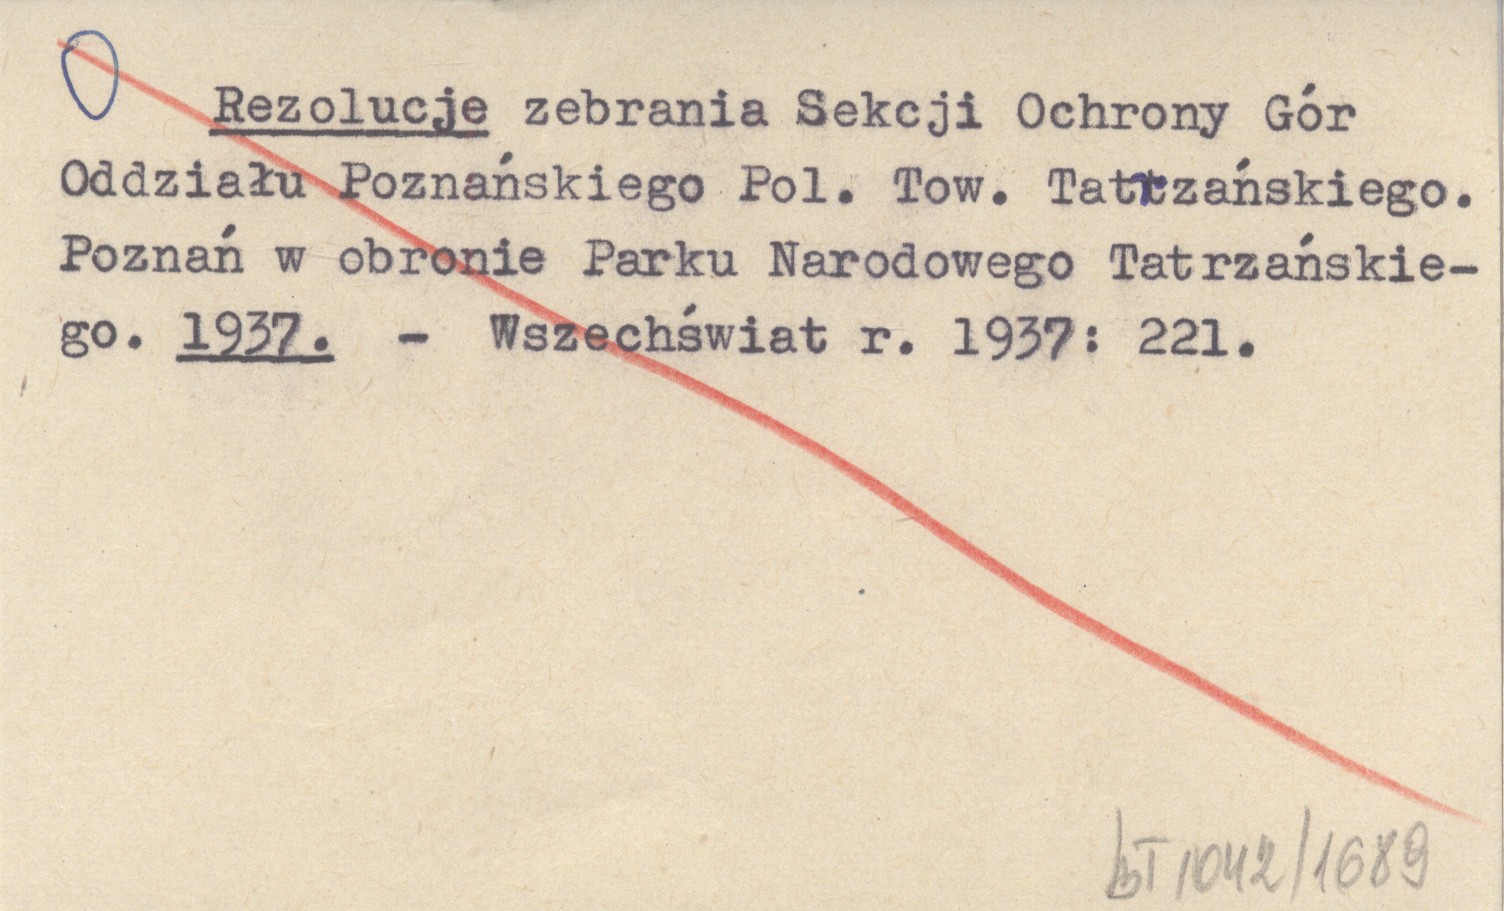 Rezolucje zebrania Sekcji Ochrony Gór
Oddziału Poznańskiego Pol. Tow. Tatrzańskiego.
Poznań w obronie Parku Narodowego Tatrzańskie-
go. 1937. - Wszechświat r. 1937: 221.
bT 1042/1689